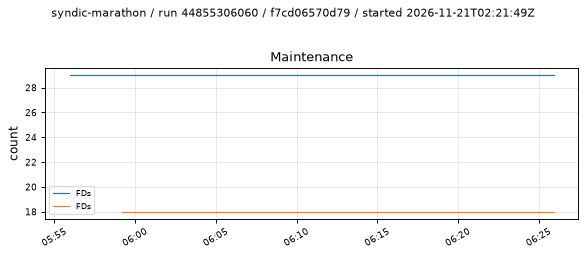 syndic-marathon / run 44855306060 / f7cd06570d79 / started 2026-11-21T02:21:49Z
Maintenance
count
28
26
24
22
20
18
FDs
FDs
05:55
06:00
06:05
06:10
06:15
06:20
06:25